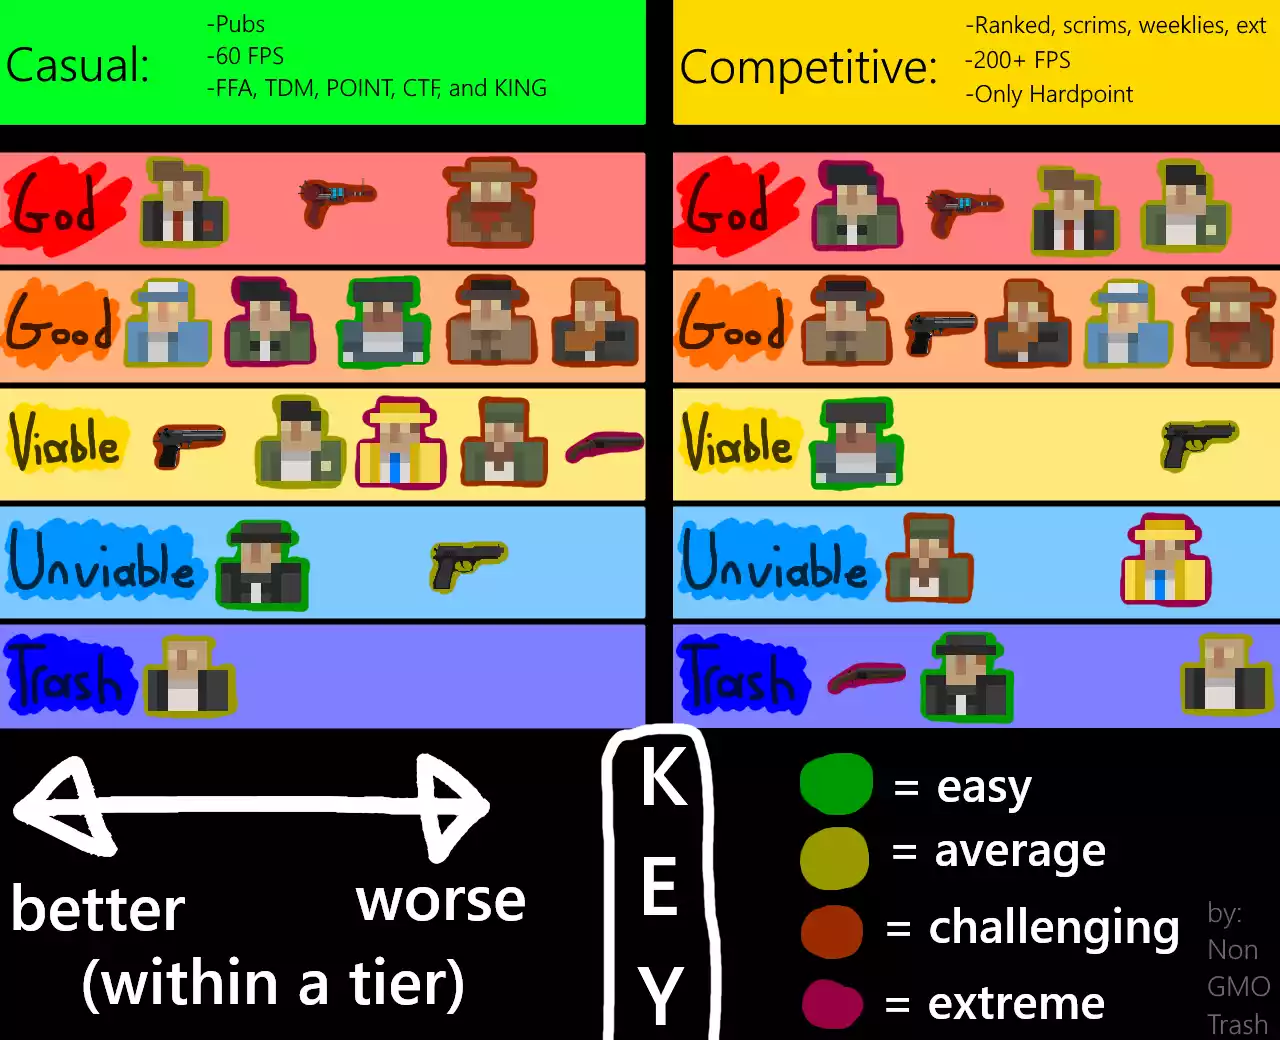 Casual:
-Pubs
-60 FPS
-FFA, TDM, POINT, CTF, and KING
Competitive:
-Ranked, scrims, weeklies, ext
-200+ FPS
-Only Hardpoint
God
God
Good
Good
Viable
Viable
Unviable
Unviable
Trash
Trash
better
worse
(within a tier)
K
E
Y
= easy
= average
= challenging
= extreme
by:
Non
GMO
Trash